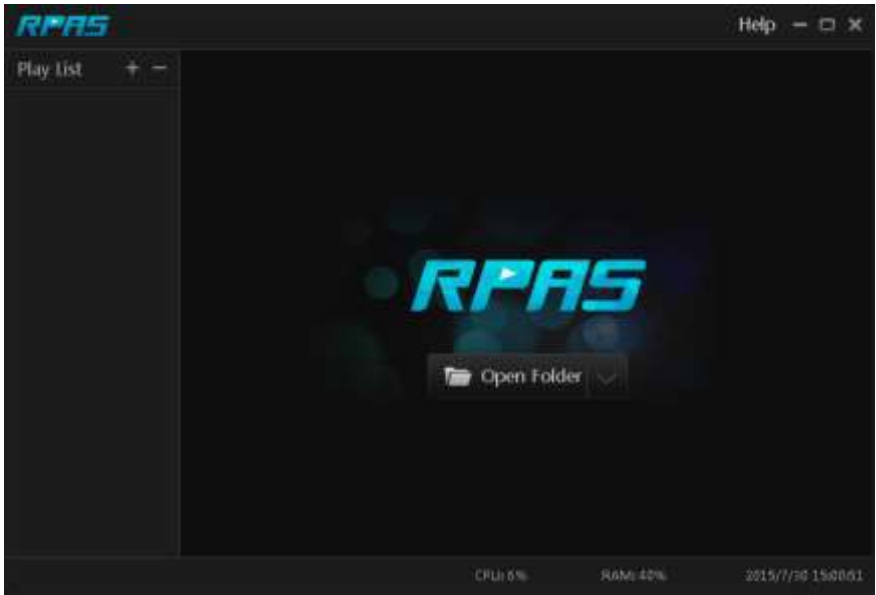 RPAS
Help
Play List + −
RPAS
Open Folder
CPU: 6% RAM: 40% 2015/7/30 15:00:51